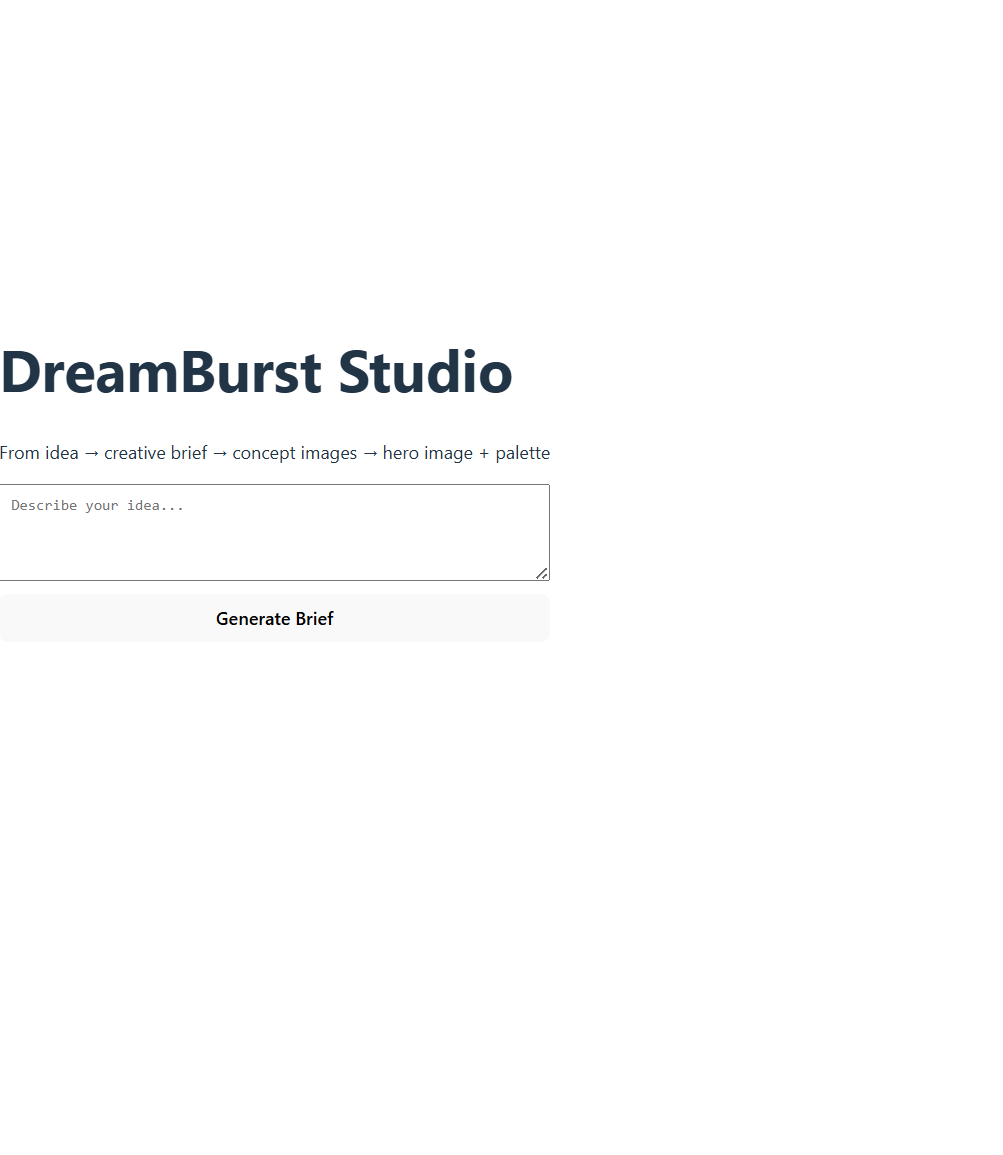 DreamBurst Studio
From idea → creative brief → concept images → hero image + palette
Describe your idea...
Generate Brief